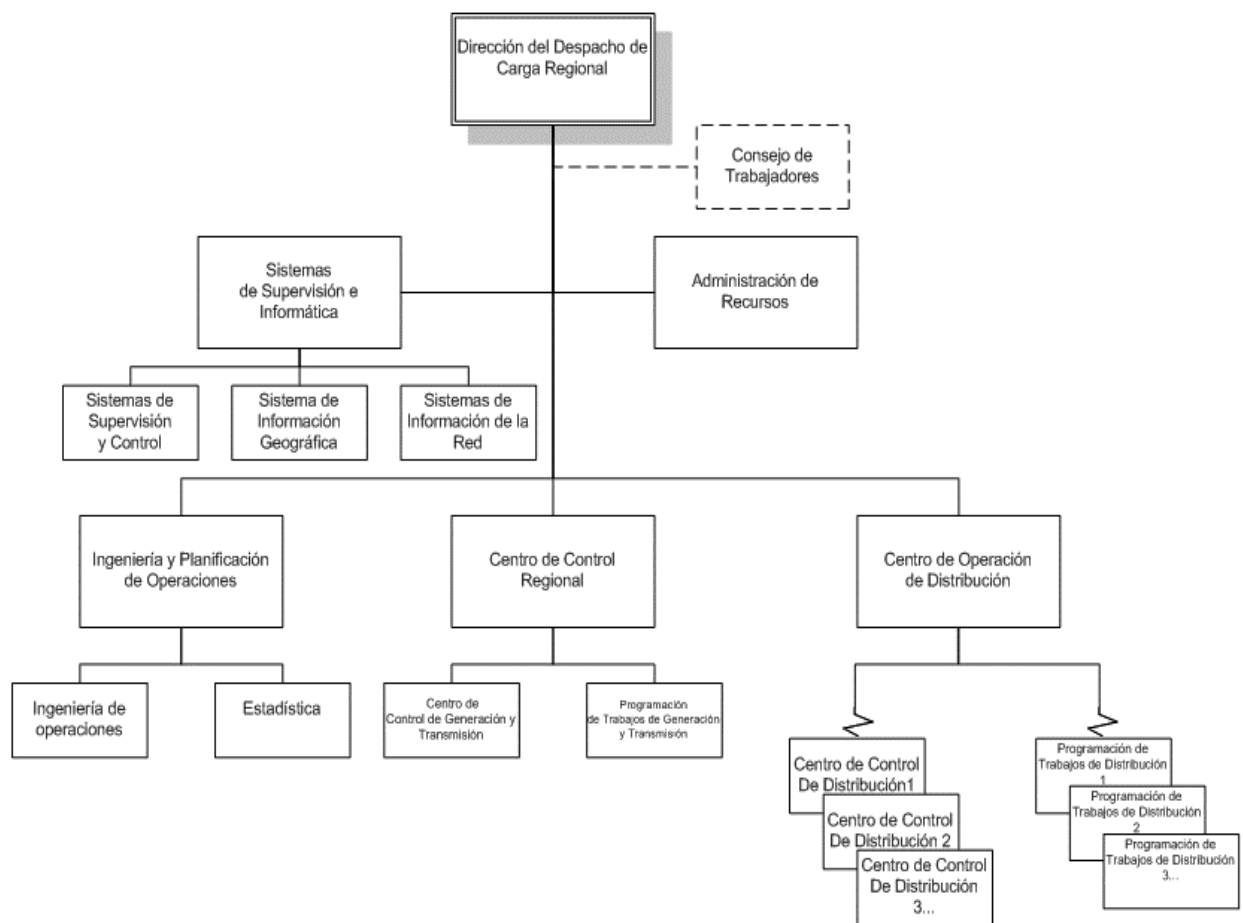 Dirección del Despacho de
Carga Regional
Consejo de
Trabajadores
Sistemas
de Supervisión e
Informática
Administración de
Recursos
Sistemas de
Supervisión
y Control
Sistema de
Información
Geográfica
Sistemas de
Información de la
Red
Ingeniería y Planificación
de Operaciones
Centro de Control
Regional
Centro de Operación
de Distribución
Ingeniería de
operaciones
Estadística
Centro de
Control de Generación y
Transmisión
Programación
de Trabajos de Generación
y Transmisión
Centro de Control
De Distribución1
Centro de Control
De Distribución 2
Centro de Control
De Distribución
3...
Programación de
Trabajos de Distribución
1
Programación de
Trabajos de Distribución
2
Programación de
Trabajos de Distribución
3...